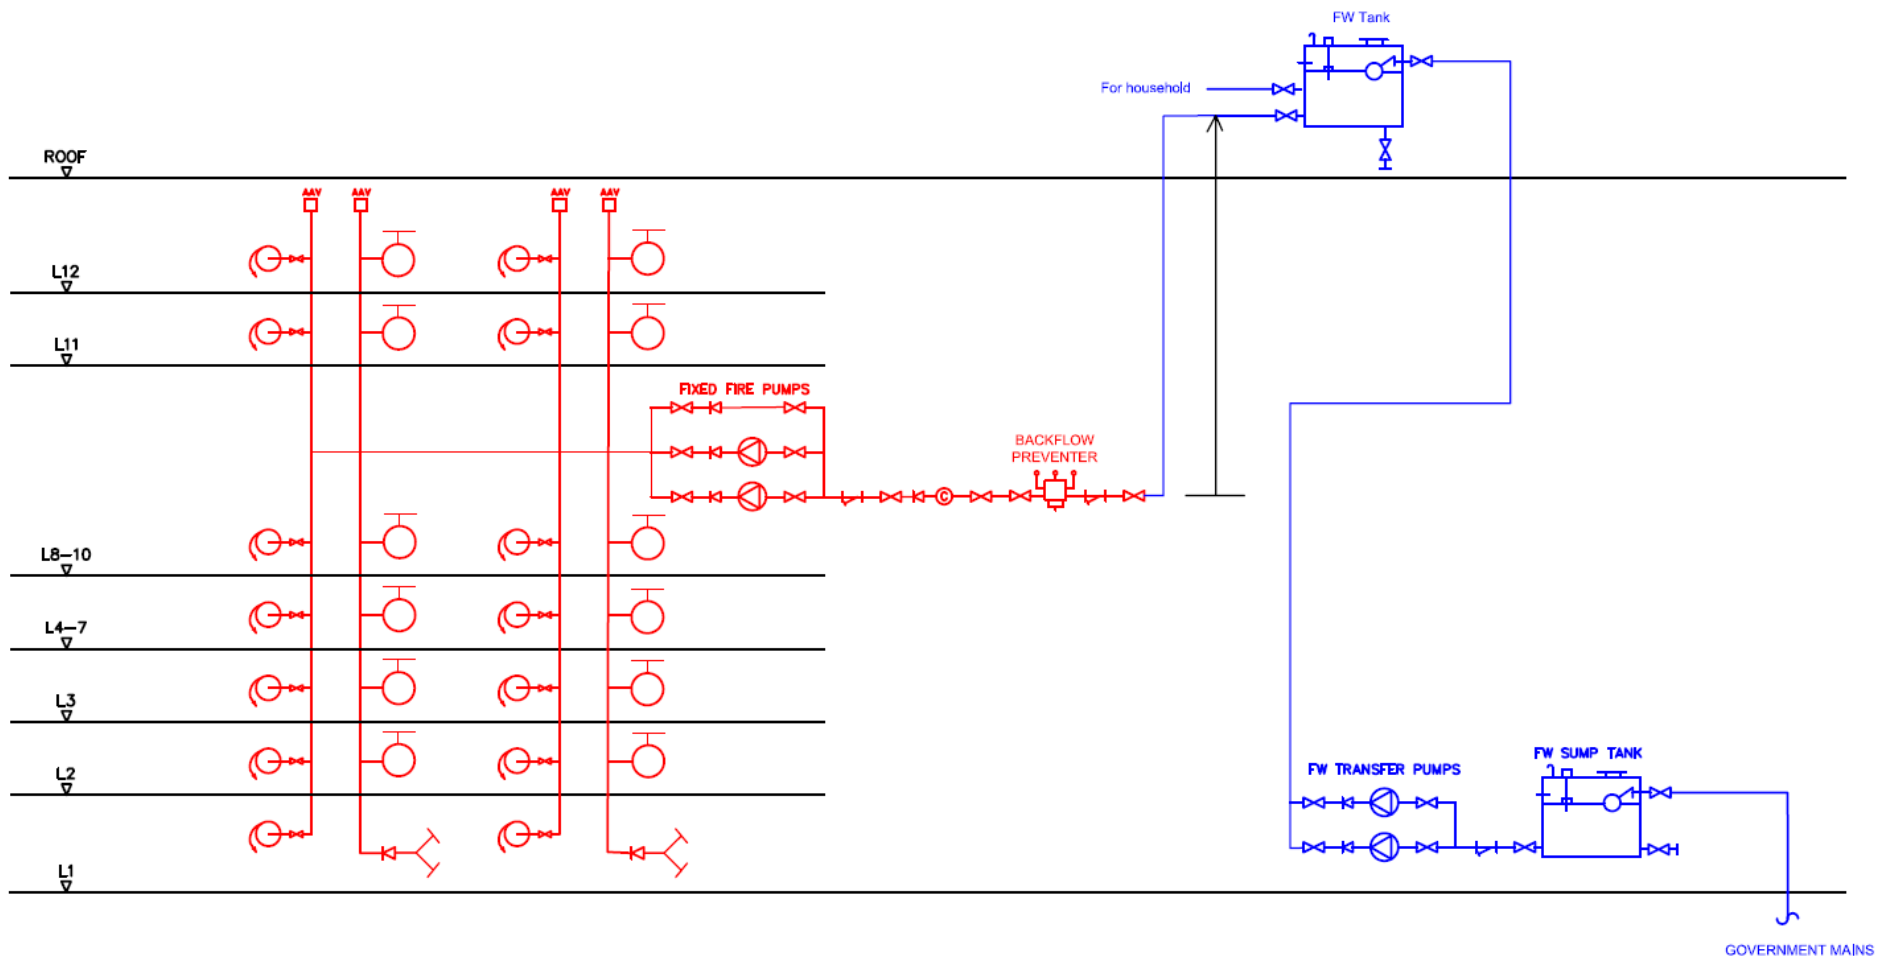 FW Tank
For household
ROOF
AAV AAV AAV AAV
L12
L11
FIXED FIRE PUMPS
BACKFLOW
PREVENTER
C
L8-10
L4-7
L3
L2
FW SUMP TANK
FW TRANSFER PUMPS
L1
GOVERNMENT MAINS